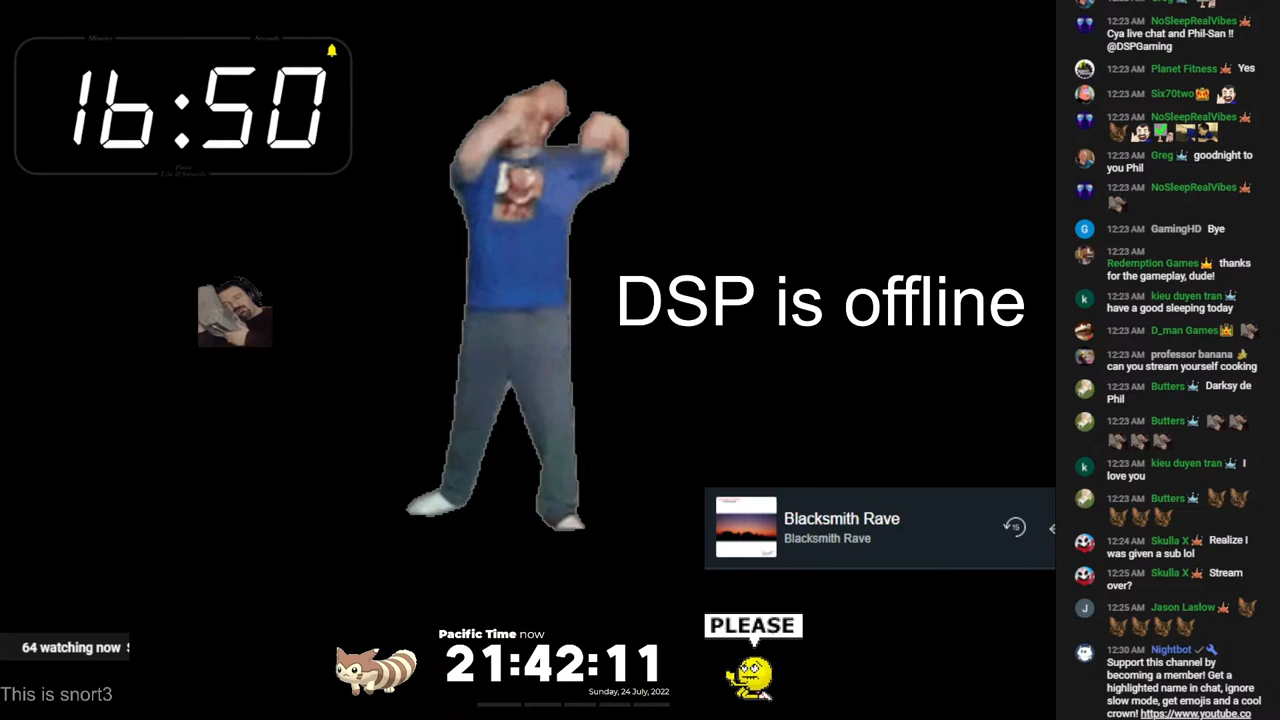 Minutes
Seconds
16:50
Please
DSP is offline
Blacksmith Rave
Blacksmith Rave
15
PLEASE
Pacific Time now
21:42:11
Sunday, 24 July, 2022
64 watching now
This is snort3
12:23 AM NoSleepRealVibes
Cya live chat and Phil-San !!
@DSPGaming
12:23 AM Planet Fitness Yes
12:23 AM Six70two
12:23 AM NoSleepRealVibes
12:23 AM Greg goodnight to
you Phil
12:23 AM NoSleepRealVibes
G 12:23 AM GamingHD Bye
12:23 AM
Redemption Games thanks
for the gameplay, dude!
k 12:23 AM kieu duyen tran
have a good sleeping today
12:23 AM D_man Games
12:23 AM professor banana
can you stream yourself cooking
12:23 AM Butters Darksy de
Phil
12:23 AM Butters
k 12:23 AM kieu duyen tran I
love you
12:23 AM Butters
12:24 AM Skulla X Realize I
was given a sub lol
12:25 AM Skulla X Stream
over?
J 12:25 AM Jason Laslow
12:30 AM Nightbot
Support this channel by
becoming a member! Get a
highlighted name in chat, ignore
slow mode, get emojis and a cool
crown! https://www.youtube.co